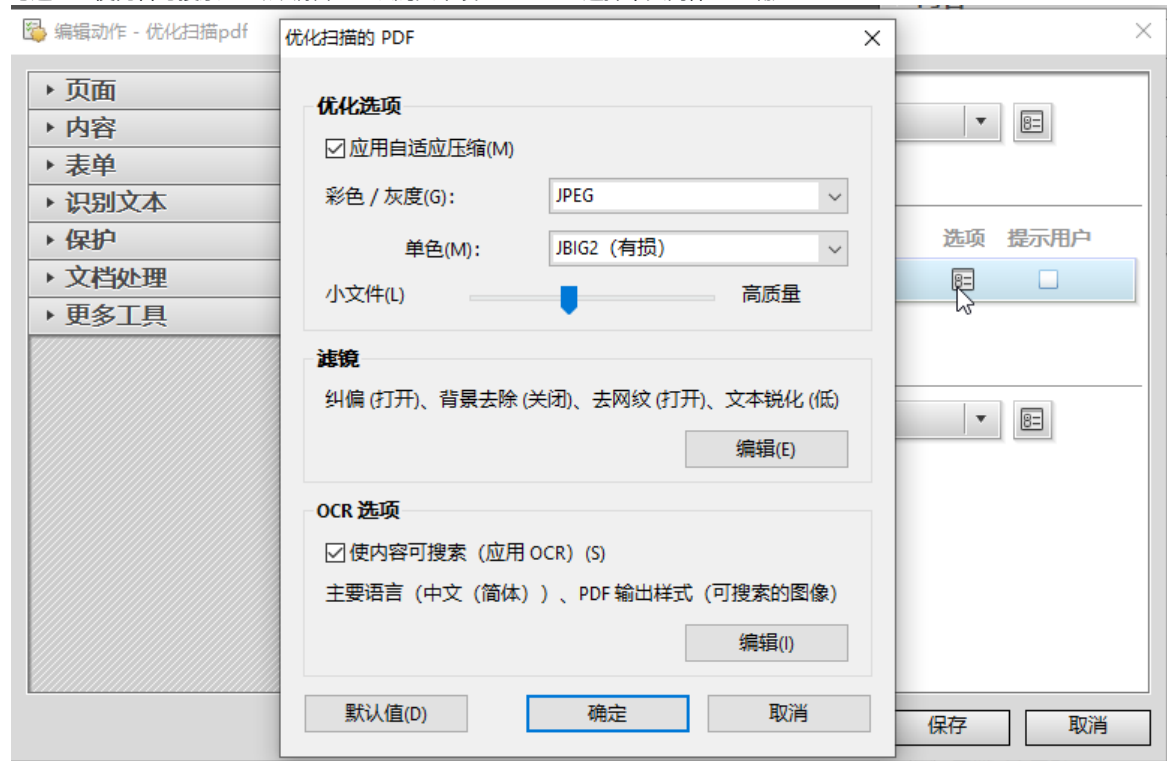 编辑动作 - 优化扫描pdf
优化扫描的 PDF
页面
内容
表单
识别文本
保护
文档处理
更多工具
优化选项
应用自适应压缩(M)
彩色 / 灰度(G):
JPEG
单色(M):
JBIG2（有损）
小文件(L)
高质量
滤镜
纠偏 (打开)、背景去除 (关闭)、去网纹 (打开)、文本锐化 (低)
编辑(E)
OCR 选项
使内容可搜索（应用 OCR）(S)
主要语言（中文（简体））、PDF 输出样式（可搜索的图像）
编辑(I)
默认值(D)
确定
取消
选项 提示用户
保存
取消